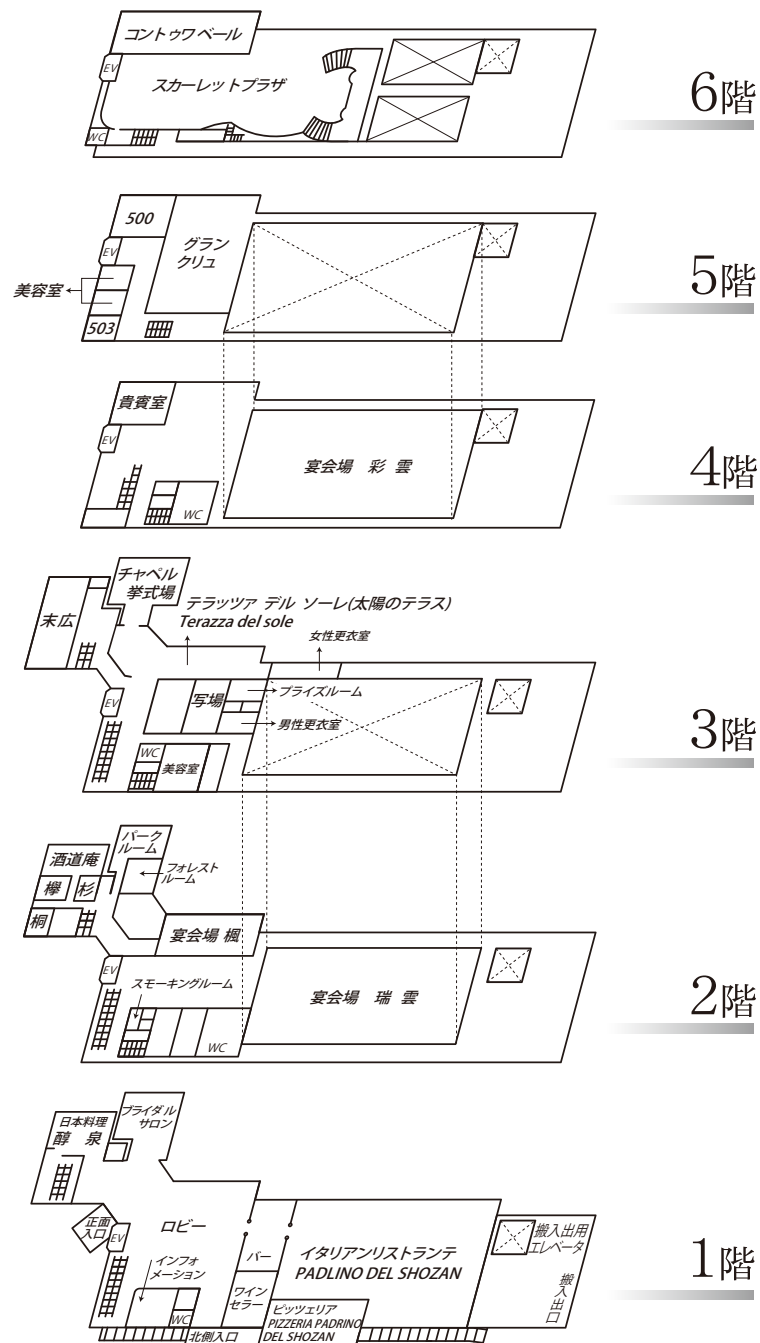 コントゥワ ベール
EV
スカーレットプラザ
WC
6階
500
グラン
クリュ
EV
美容室
503
5階
貴賓室
EV
宴会場 彩 雲
WC
4階
チャペル
挙式場
末広
テラッツァ デル ソーレ(太陽のテラス)
Terazza del sole
女性更衣室
EV
写場
ブライズルーム
男性更衣室
WC
美容室
3階
パーク
ルーム
酒道庵
フォレスト
ルーム
欅
杉
桐
宴会場 楓
EV
スモーキングルーム
宴会場 瑞 雲
WC
2階
ブライダル
サロン
日本料理
醇 泉
正面
入口
EV
ロビー
インフォ
メーション
バー
イタリアンリストランテ
PADLINO DEL SHOZAN
搬入出用
エレベータ
搬入出口
ワイン
セラー
WC
ピッツェリア
PIZZERIA PADRINO
DEL SHOZAN
北側入口
1階